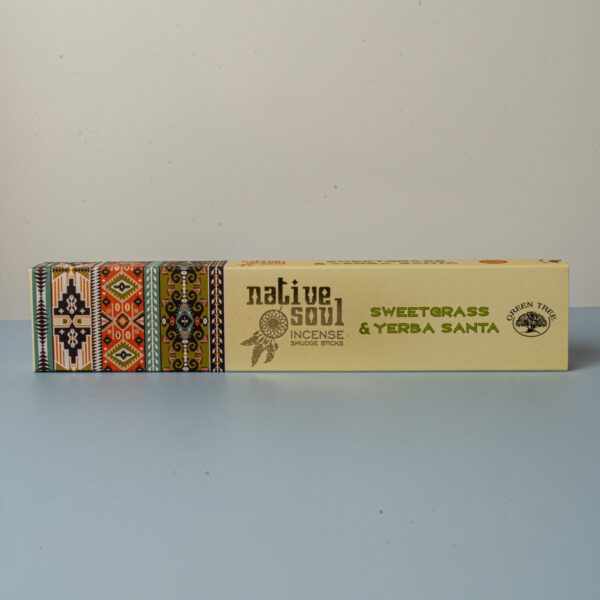 native
soul
INCENSE
SMUDGE STICKS
SWEETGRASS
& YERBA SANTA
GREEN TREE